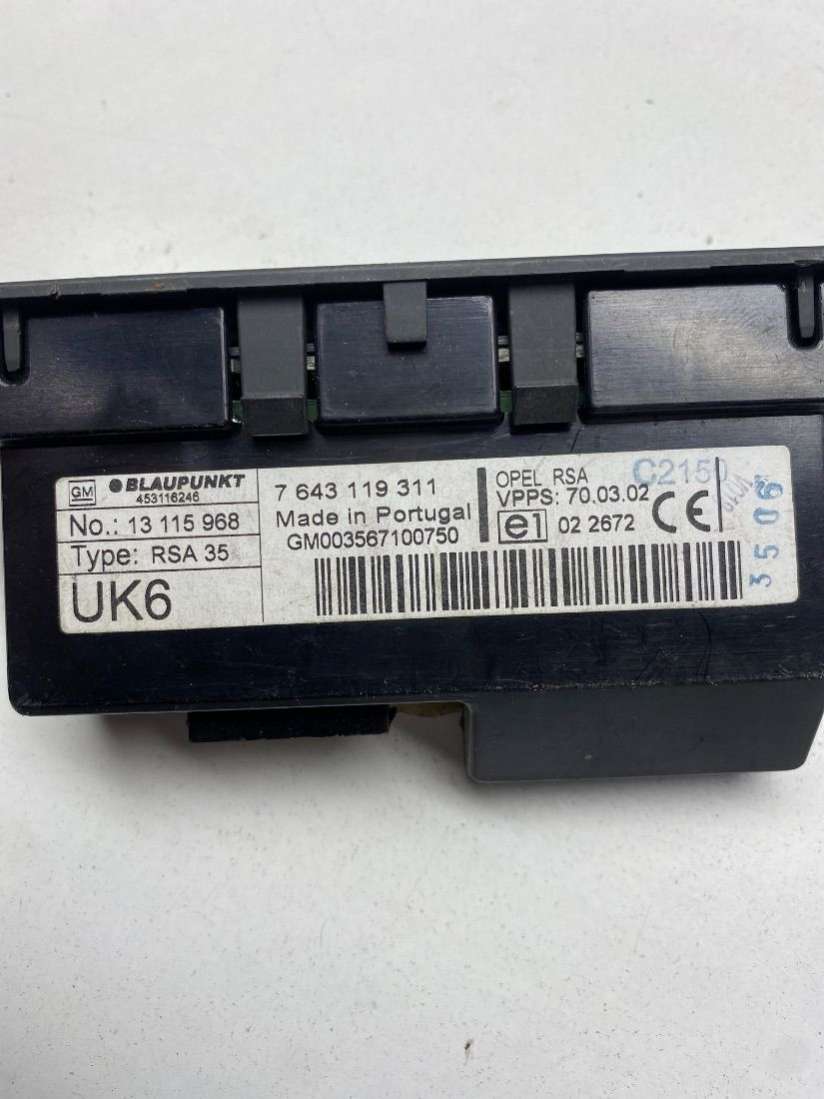 GM BLAUPUNKT
453116246
No.: 13 115 968
Type: RSA 35
UK6
7 643 119 311
Made in Portugal
GM003567100750
OPEL RSA
VPPS: 70.03.02
e1 02 2672 CE
C2150
3506